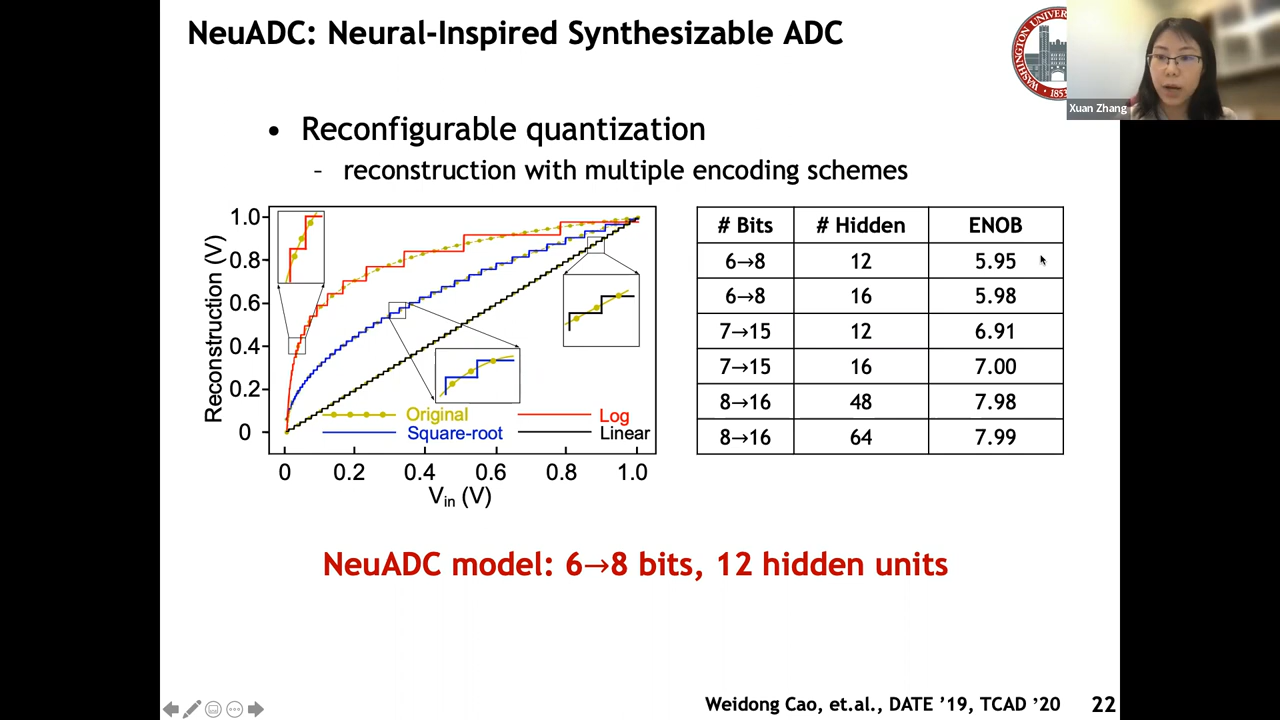 NeuADC: Neural-Inspired Synthesizable ADC
WASHINGTON UNIVER
1853
Xuan Zhang
• Reconfigurable quantization
– reconstruction with multiple encoding schemes
Reconstruction (V)
1.0
0.8
0.6
0.4
0.2
0
Original
Log
Square-root
Linear
0 0.2 0.4 0.6 0.8 1.0
Vin (V)
# Bits # Hidden ENOB
6→8 12 5.95
6→8 16 5.98
7→15 12 6.91
7→15 16 7.00
8→16 48 7.98
8→16 64 7.99
NeuADC model: 6→8 bits, 12 hidden units
Weidong Cao, et.al., DATE ’19, TCAD ’20 22